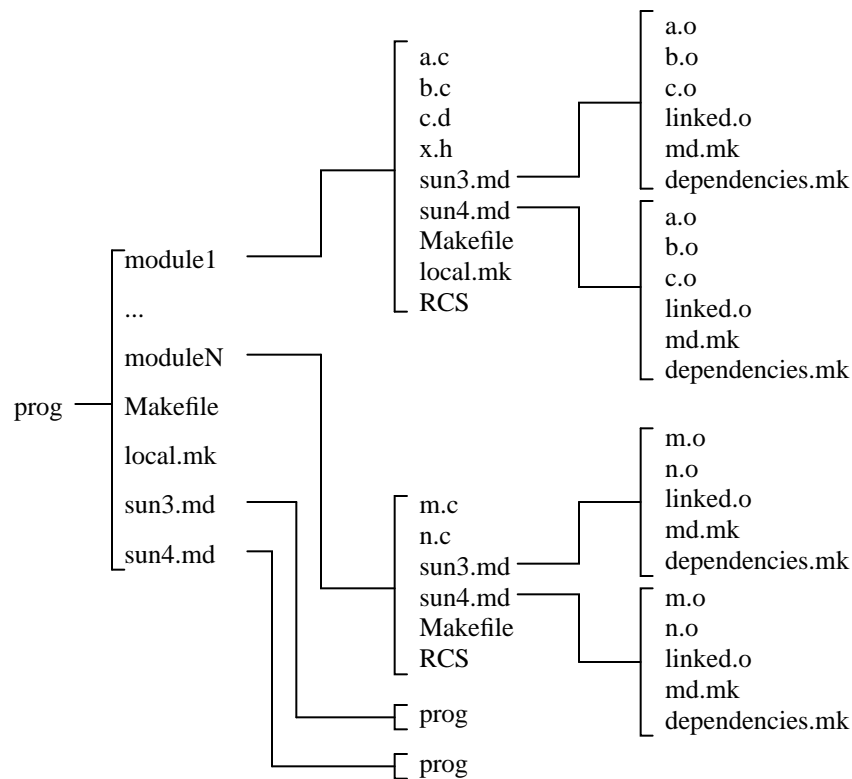 prog
module1
...
moduleN
Makefile
local.mk
sun3.md
sun4.md
a.c
b.c
c.d
x.h
sun3.md
sun4.md
Makefile
local.mk
RCS
a.o
b.o
c.o
linked.o
md.mk
dependencies.mk
a.o
b.o
c.o
linked.o
md.mk
dependencies.mk
m.c
n.c
sun3.md
sun4.md
Makefile
RCS
m.o
n.o
linked.o
md.mk
dependencies.mk
m.o
n.o
linked.o
md.mk
dependencies.mk
prog
prog